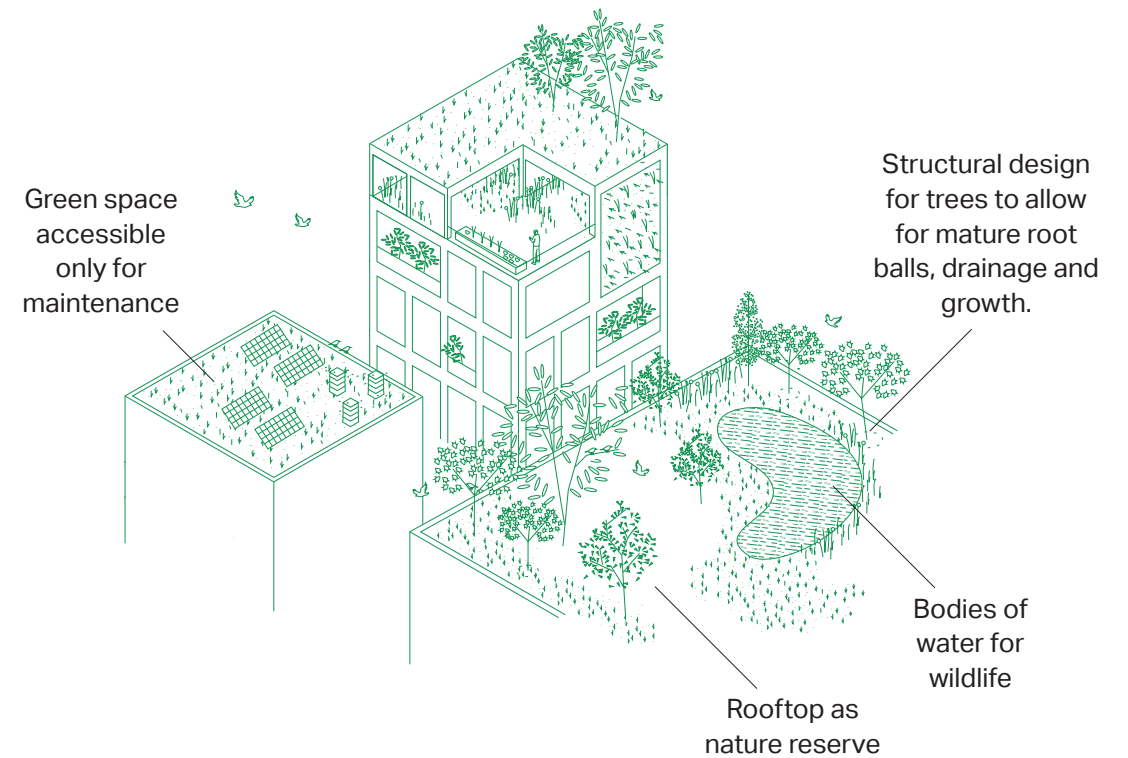 Green space
accessible
only for
maintenance
Structural design
for trees to allow
for mature root
balls, drainage and
growth.
Bodies of
water for
wildlife
Rooftop as
nature reserve